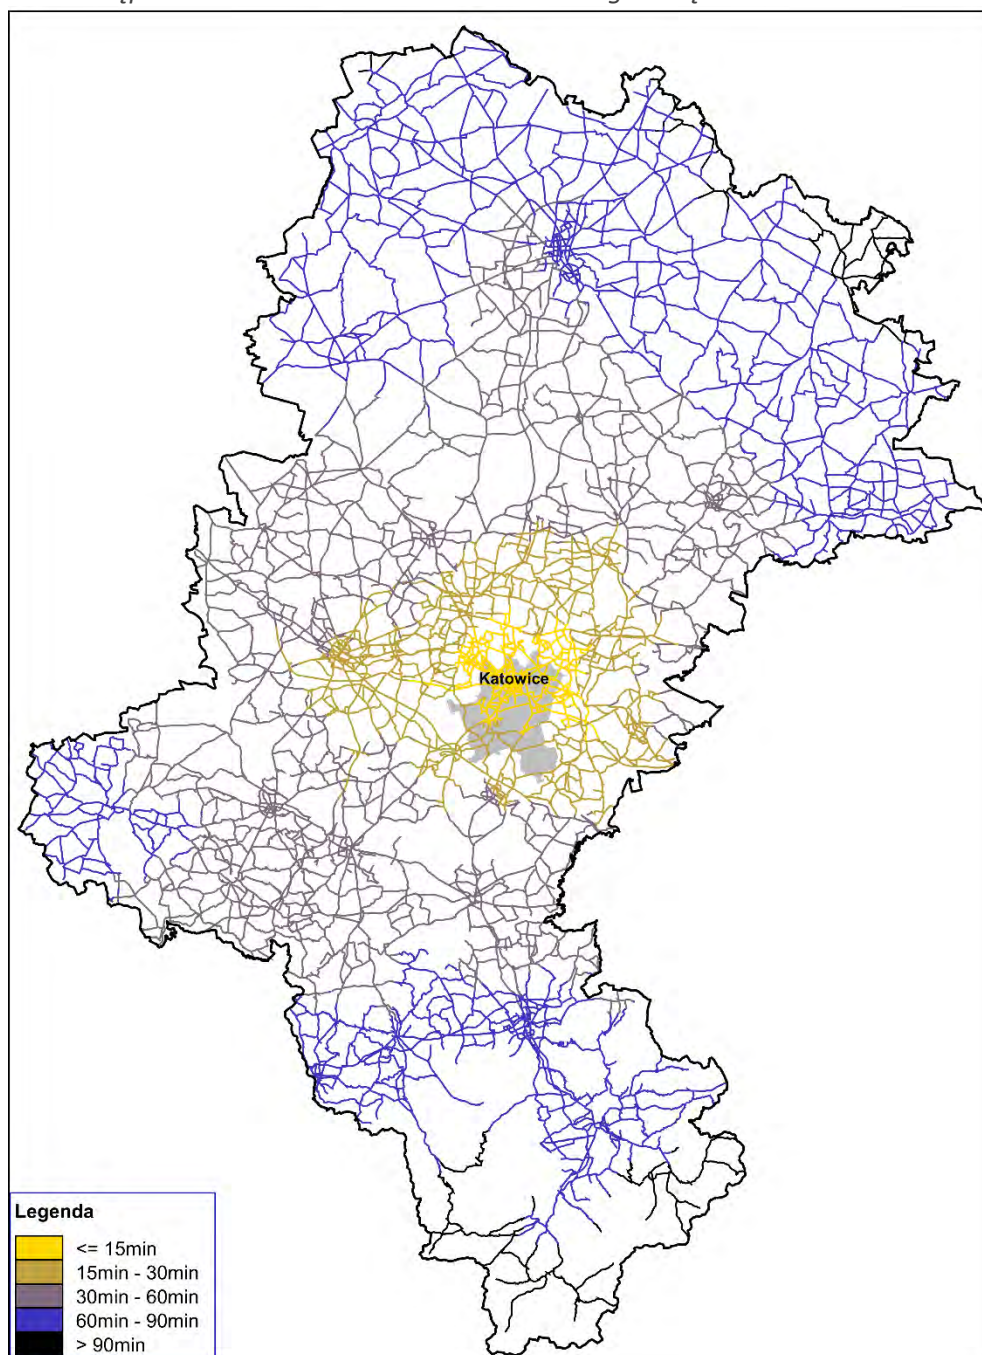 Katowice
Legenda
<= 15min
15min - 30min
30min - 60min
60min - 90min
> 90min